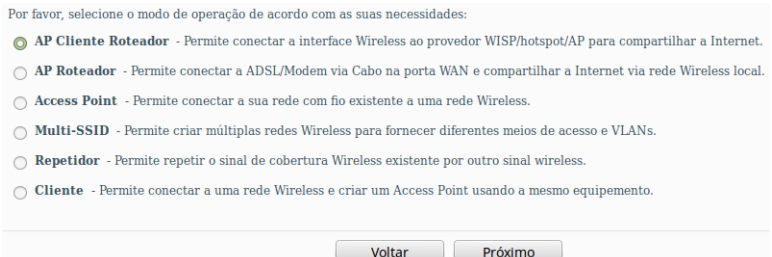 Por favor, selecione o modo de operação de acordo com as suas necessidades:
AP Cliente Roteador - Permite conectar a interface Wireless ao provedor WISP/hotspot/AP para compartilhar a Internet.
AP Roteador - Permite conectar a ADSL/Modem via Cabo na porta WAN e compartilhar a Internet via rede Wireless local.
Access Point - Permite conectar a sua rede com fio existente a uma rede Wireless.
Multi-SSID - Permite criar múltiplas redes Wireless para fornecer diferentes meios de acesso e VLANs.
Repetidor - Permite repetir o sinal de cobertura Wireless existente por outro sinal wireless.
Cliente - Permite conectar a uma rede Wireless e criar um Access Point usando a mesmo equipemento.
Voltar Próximo